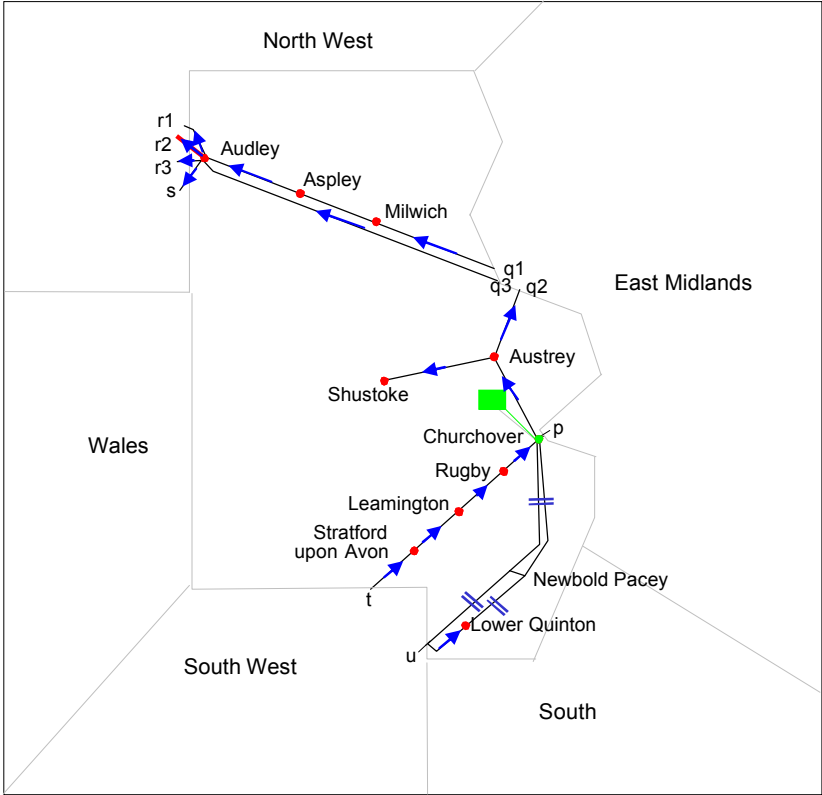 North West
r1
r2
r3
s
Audley
Aspley
Milwich
q1
q3 q2
East Midlands
Austrey
Shustoke
Wales
Churchover
p
Rugby
Leamington
Stratford
upon Avon
Newbold Pacey
t
Lower Quinton
u
South West
South